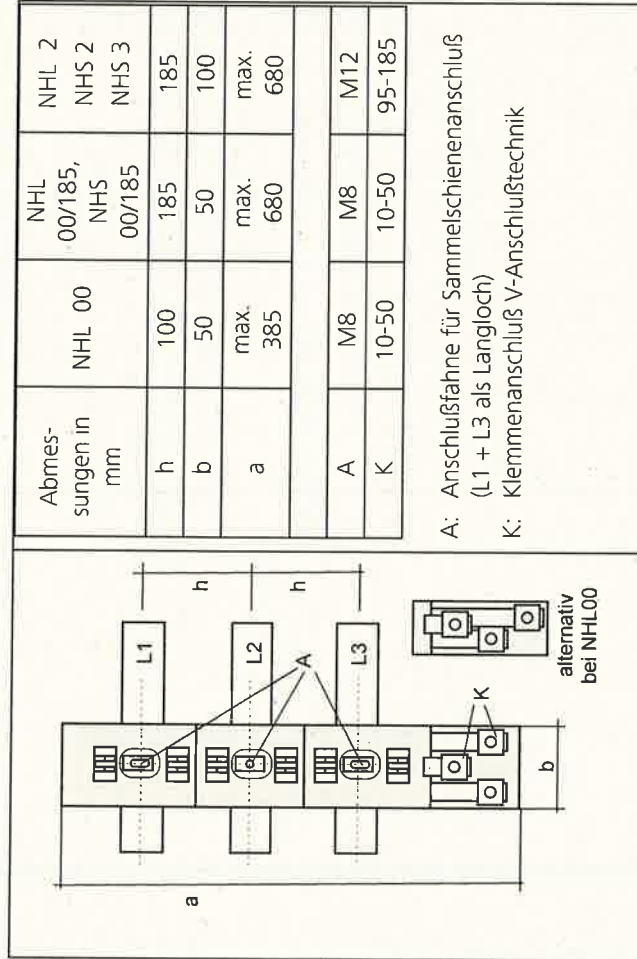 Abmes-
sungen in
mm
NHL 00
NHL
00/185,
NHS
00/185
NHL 2
NHS 2
NHS 3
h
100
185
185
b
50
50
100
a
max.
385
max.
680
max.
680
A
M8
M8
M12
K
10-50
10-50
95-185
A: Anschlußfahne für Sammelschienenanschluß
(L1 + L3 als Langloch)
K: Klemmenanschluß V-Anschlußtechnik
a
L1
h
L2
h
A
L3
K
b
alternativ
bei NHL00